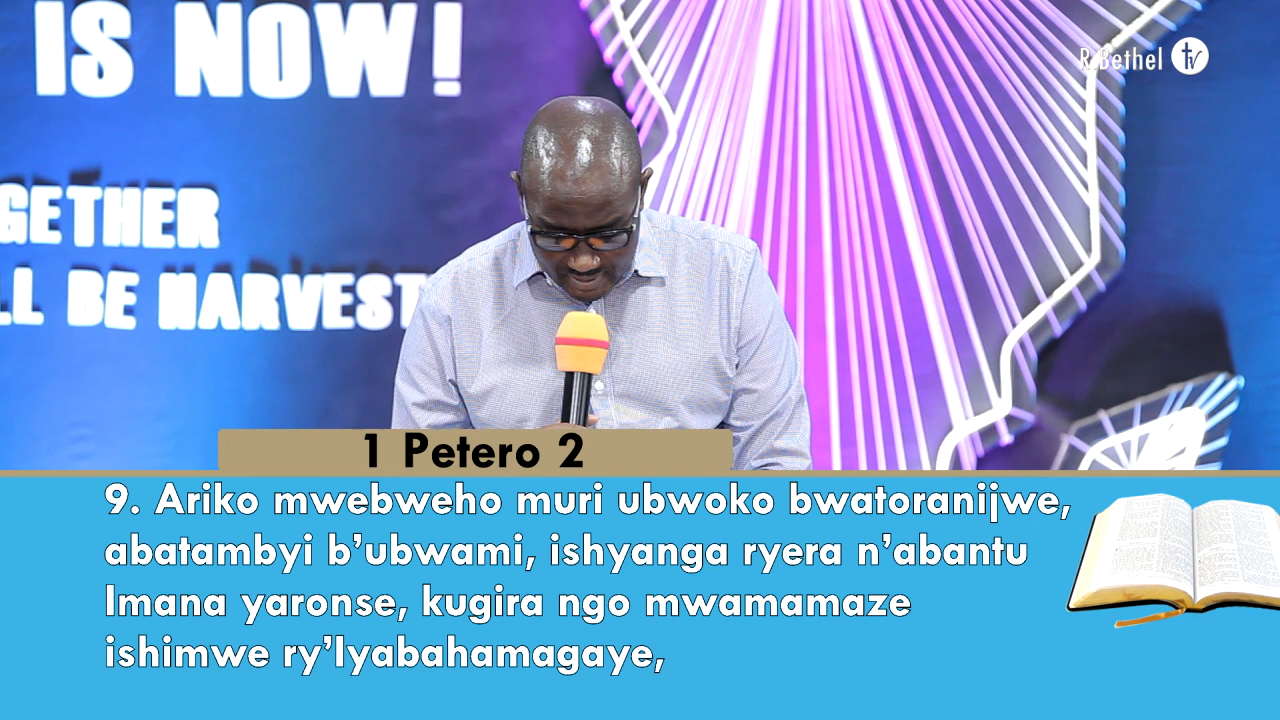 IS NOW!
GETHER
LL BE HARVEST
R Bethel tv
1 Petero 2
9. Ariko mwebweho muri ubwoko bwatoranijwe,
abatambyi b’ubwami, ishyanga ryera n’abantu
Imana yaronse, kugira ngo mwamamaze
ishimwe ry’Iyabahamagaye,